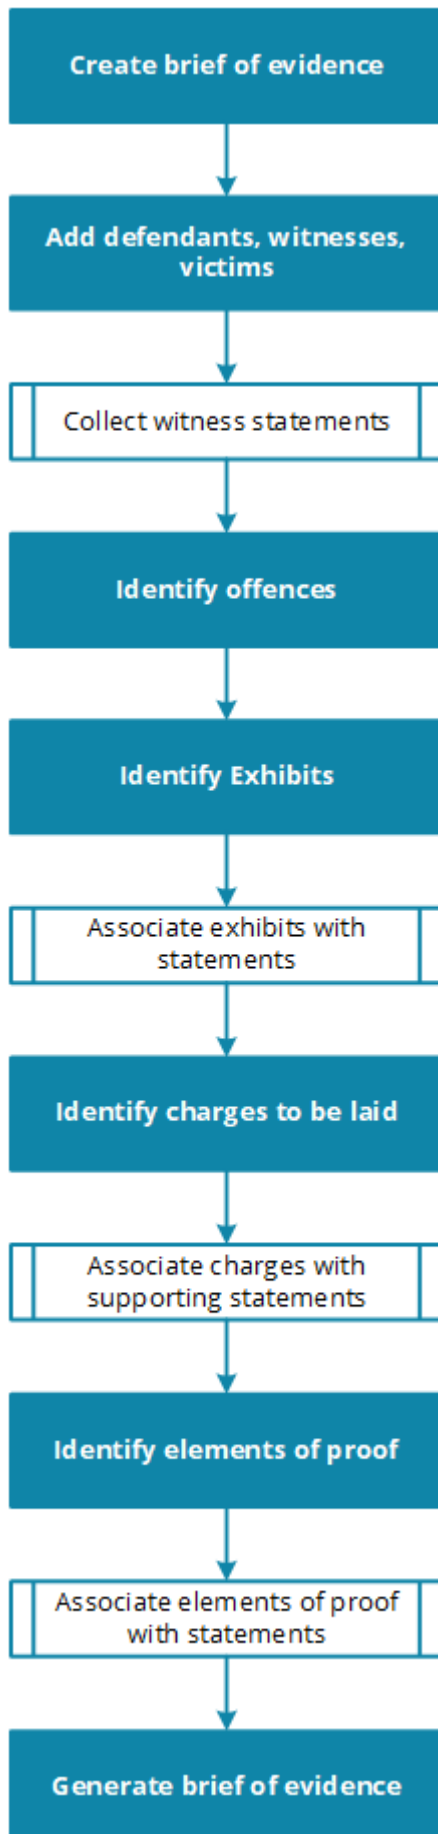 Create brief of evidence
Add defendants, witnesses,
victims
Collect witness statements
Identify offences
Identify Exhibits
Associate exhibits with
statements
Identify charges to be laid
Associate charges with
supporting statements
Identify elements of proof
Associate elements of proof
with statements
Generate brief of evidence